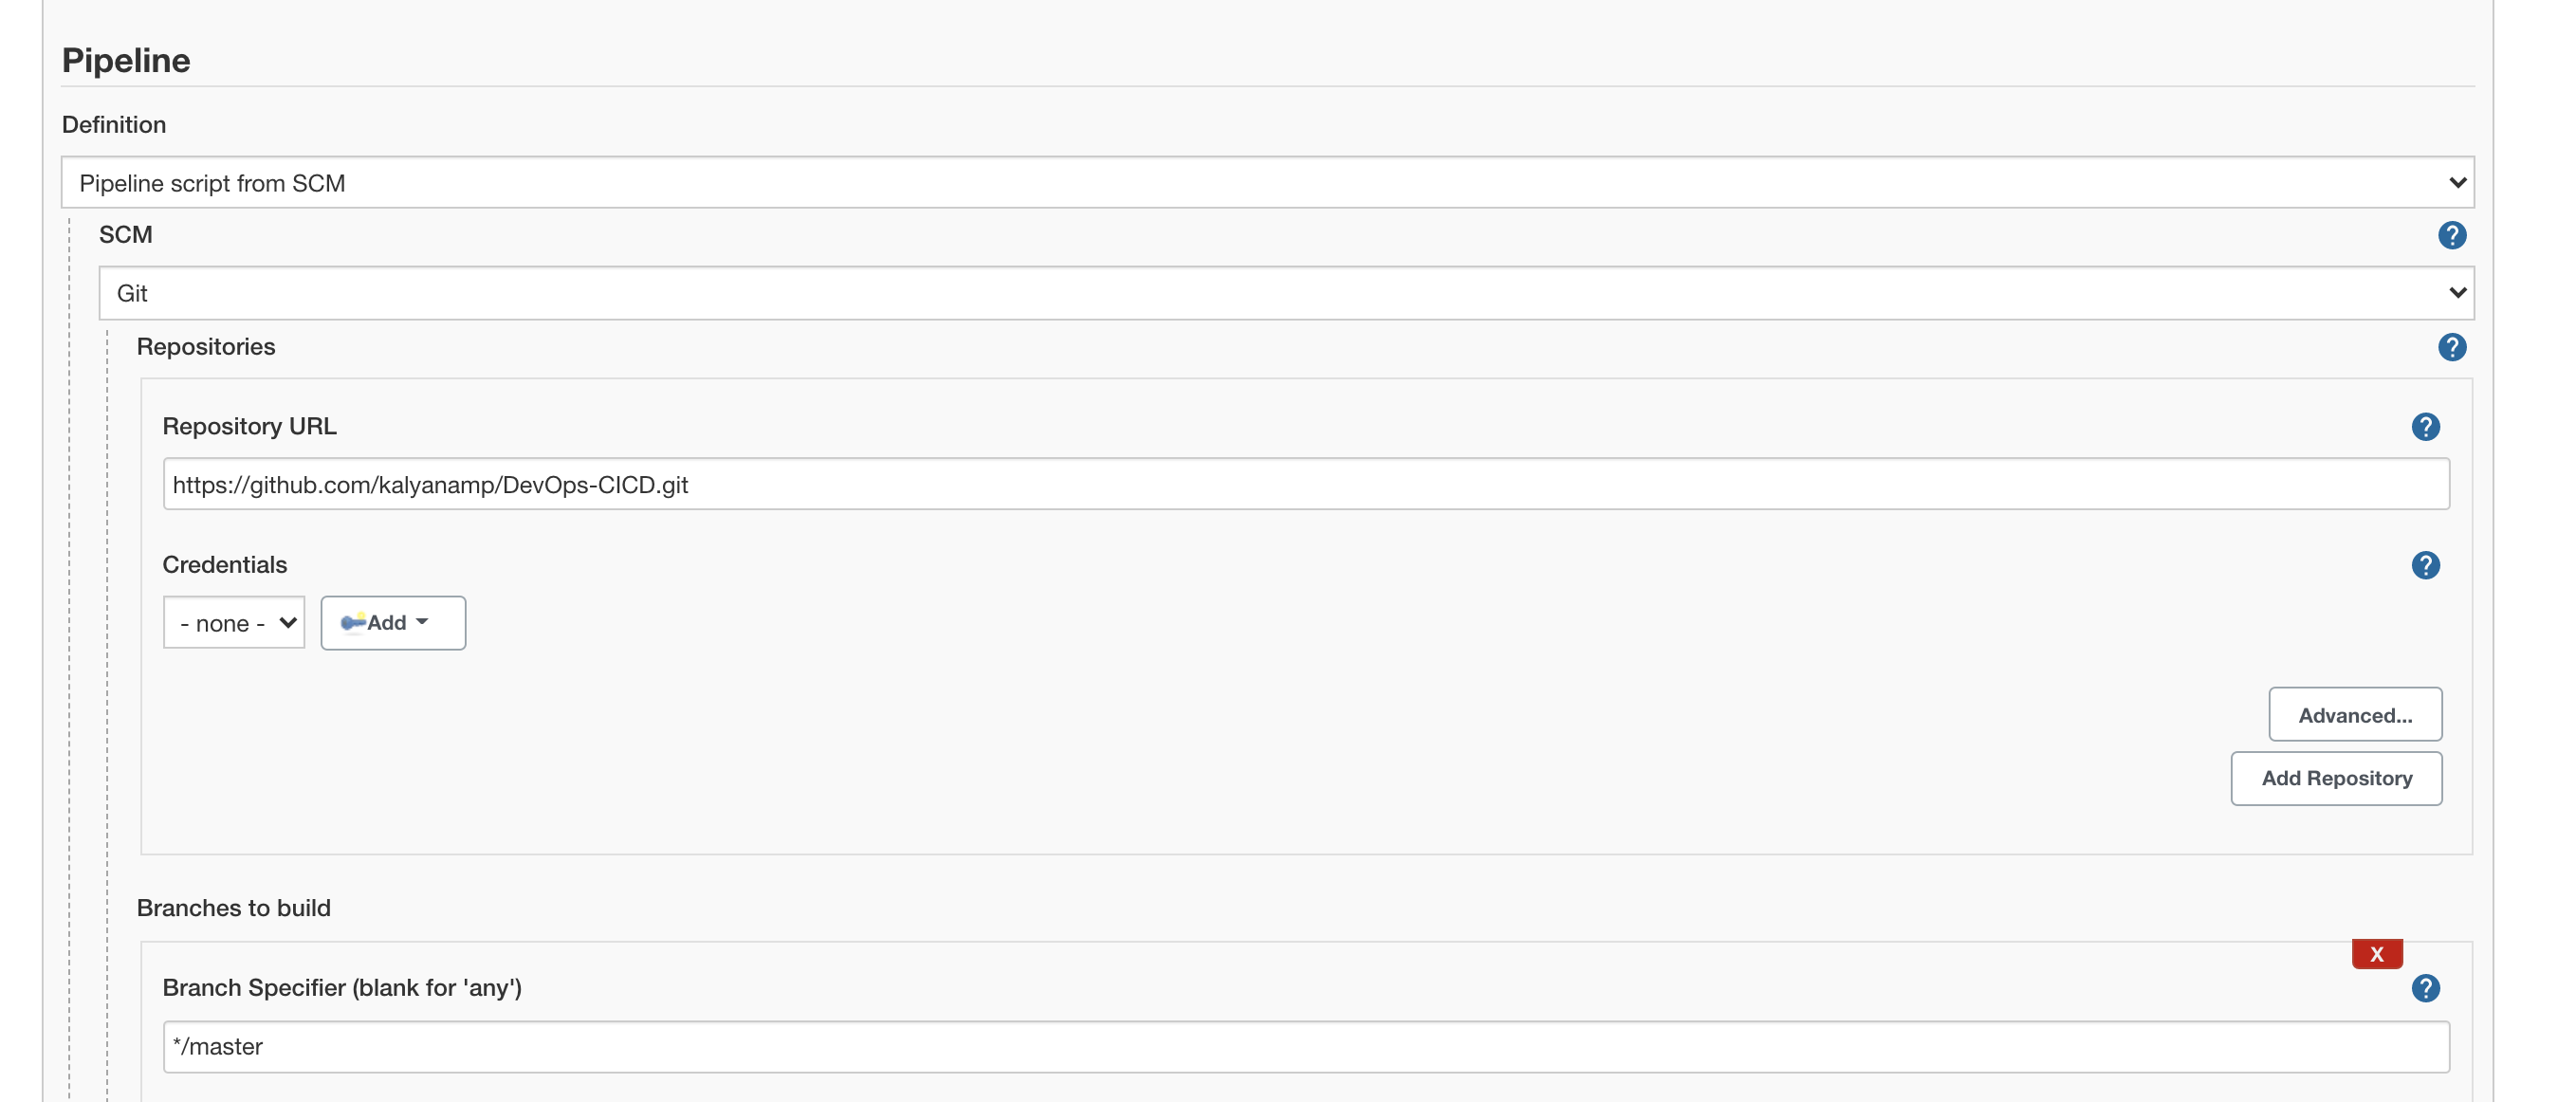 Pipeline
Definition
Pipeline script from SCM
SCM
?
Git
Repositories
?
Repository URL
?
https://github.com/kalyanamp/DevOps-CICD.git
Credentials
?
- none -
Add
Advanced...
Add Repository
Branches to build
X
Branch Specifier (blank for 'any')
?
*/master